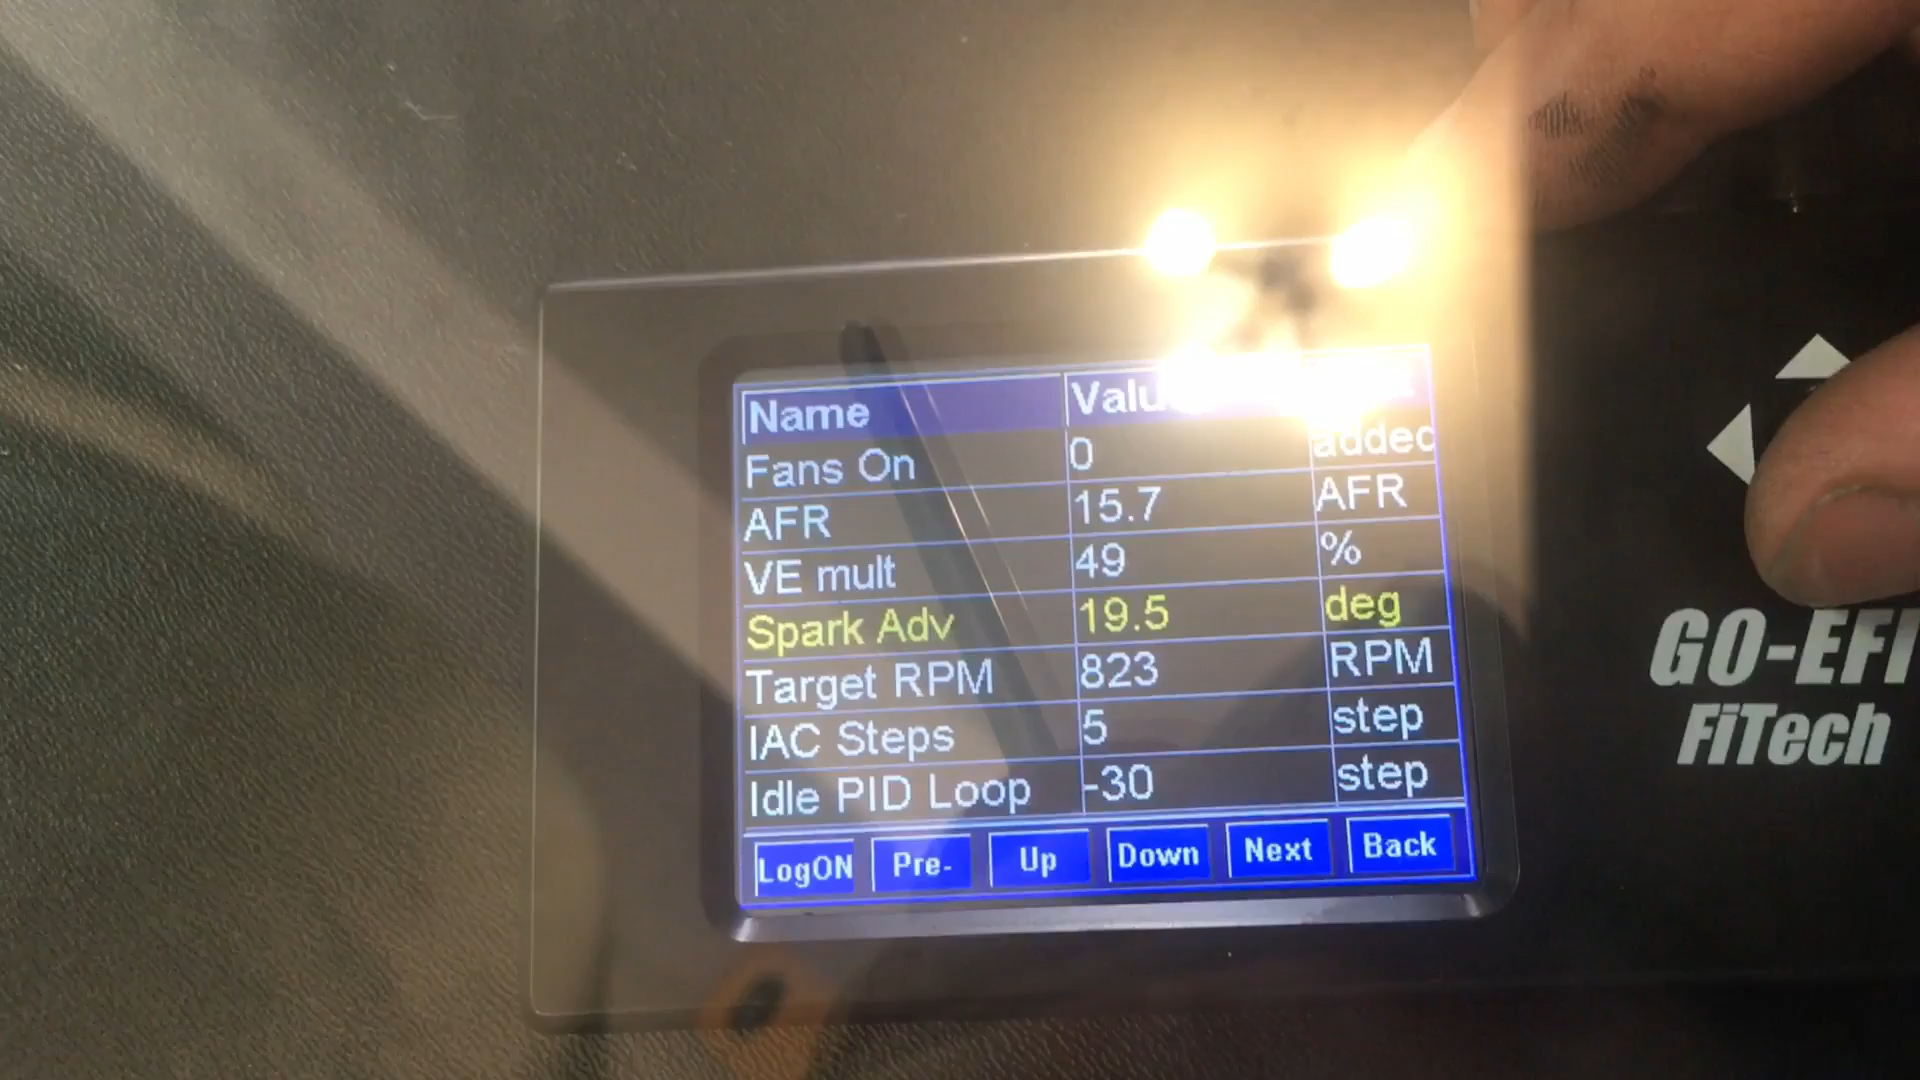 Name Valu
Fans On 0 added
AFR 15.7 AFR
VE mult 49 %
Spark Adv 19.5 deg
Target RPM 823 RPM
IAC Steps 5 step
Idle PID Loop -30 step
LogON Pre- Up Down Next Back
GO-EFI
FiTech